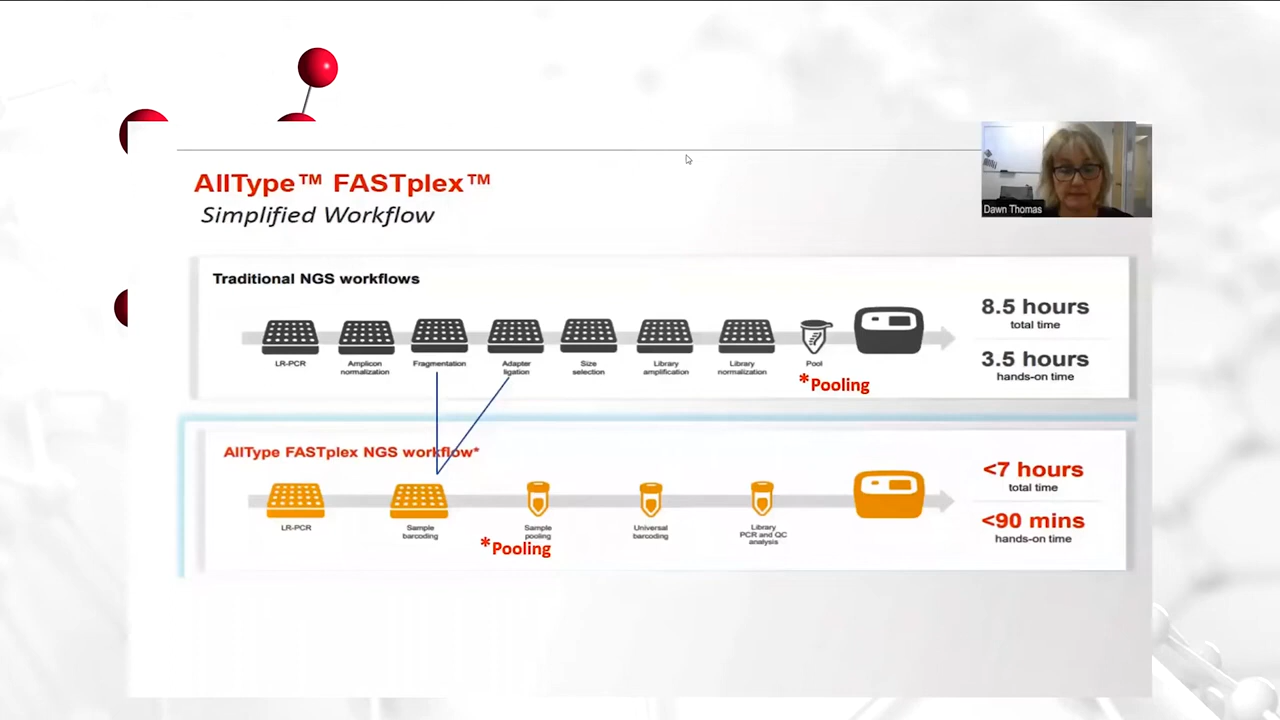 AllType™ FASTplex™
Simplified Workflow
Dawn Thomas
Traditional NGS workflows
LR-PCR
Amplicon
normalization
Fragmentation
Adapter
ligation
Size
selection
Library
amplification
Library
normalization
Pool
*Pooling
8.5 hours
total time
3.5 hours
hands-on time
AllType FASTplex NGS workflow*
LR-PCR
Sample
barcoding
Sample
pooling
*Pooling
Universal
barcoding
Library
PCR and QC
analysis
<7 hours
total time
<90 mins
hands-on time